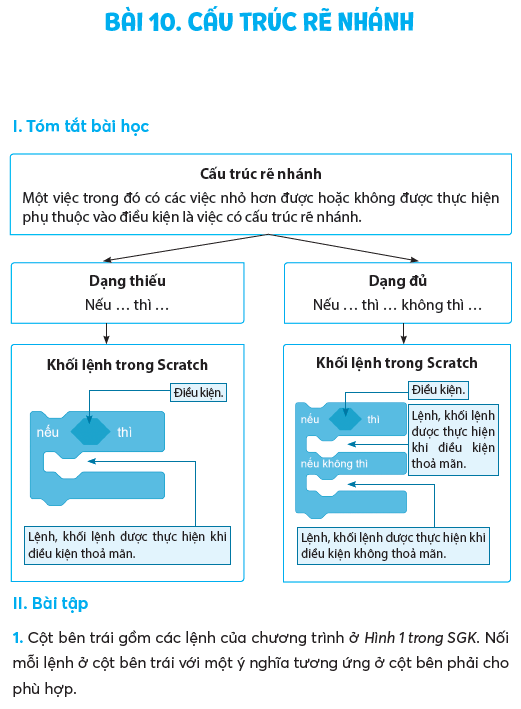 BÀI 10. CẤU TRÚC RẼ NHÁNH
I. Tóm tắt bài học
Cấu trúc rẽ nhánh
Một việc trong đó có các việc nhỏ hơn được hoặc không được thực hiện
phụ thuộc vào điều kiện là việc có cấu trúc rẽ nhánh.
Dạng thiếu
Nếu … thì …
Dạng đủ
Nếu … thì … không thì …
Khối lệnh trong Scratch
Điều kiện.
nếu thì
Lệnh, khối lệnh được thực hiện khi
điều kiện thoả mãn.
Khối lệnh trong Scratch
Điều kiện.
nếu thì
Lệnh, khối lệnh
được thực hiện
khi điều kiện
thoả mãn.
nếu không thì
Lệnh, khối lệnh được thực hiện khi
điều kiện không thoả mãn.
II. Bài tập
1. Cột bên trái gồm các lệnh của chương trình ở Hình 1 trong SGK. Nối
mỗi lệnh ở cột bên trái với một ý nghĩa tương ứng ở cột bên phải cho
phù hợp.